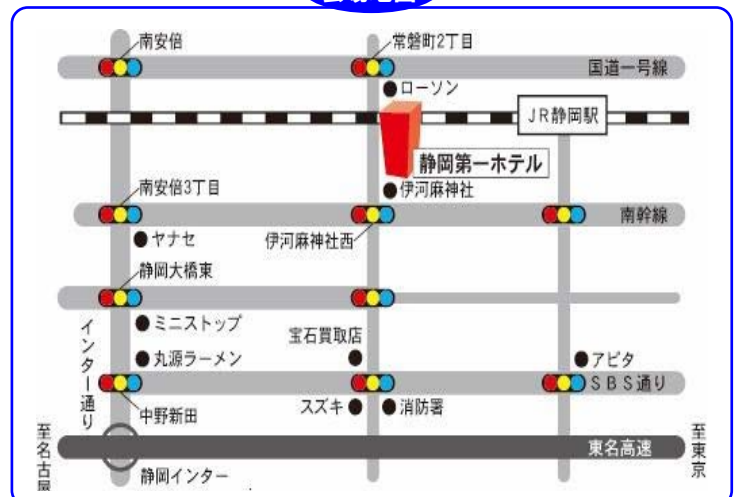 南安倍
常磐町2丁目
国道一号線
ローソン
JR静岡駅
静岡第一ホテル
南安倍3丁目
伊河麻神社
南幹線
ヤナセ
伊河麻神社西
静岡大橋東
ミニストップ
宝石買取店
インター通り
丸源ラーメン
アピタ
SBS通り
中野新田
スズキ
消防署
至名古屋
東名高速
至東京
静岡インター